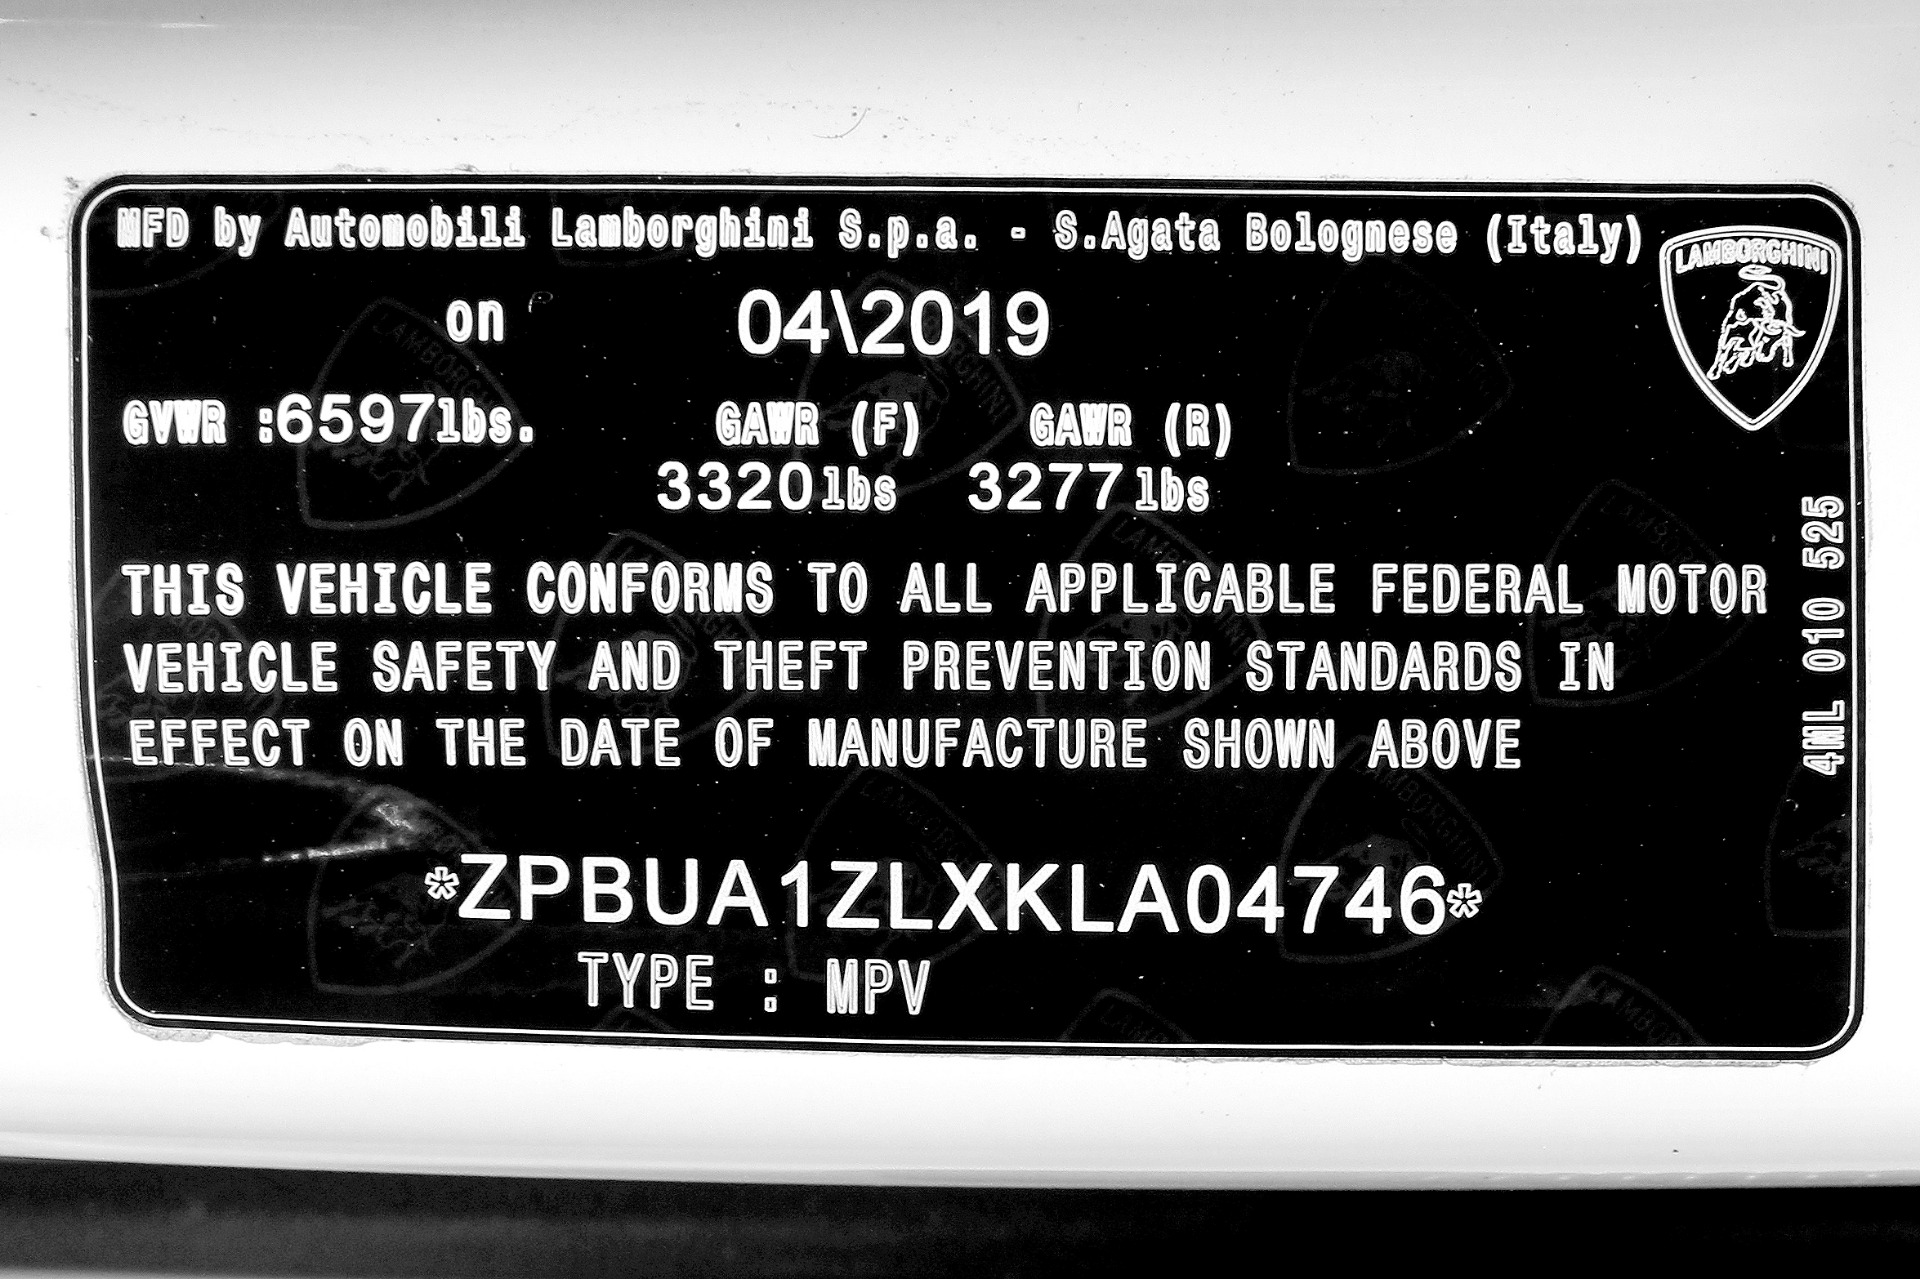 MFD by Automobili Lamborghini S.p.a. - S.Agata Bolognese (Italy)
LAMBORGHINI
on 04\2019
GVWR :6597lbs. GAWR (F) GAWR (R)
3320lbs 3277lbs
THIS VEHICLE CONFORMS TO ALL APPLICABLE FEDERAL MOTOR
VEHICLE SAFETY AND THEFT PREVENTION STANDARDS IN
EFFECT ON THE DATE OF MANUFACTURE SHOWN ABOVE
4ML 010 525
*ZPBUA1ZLXKLA04746*
TYPE : MPV